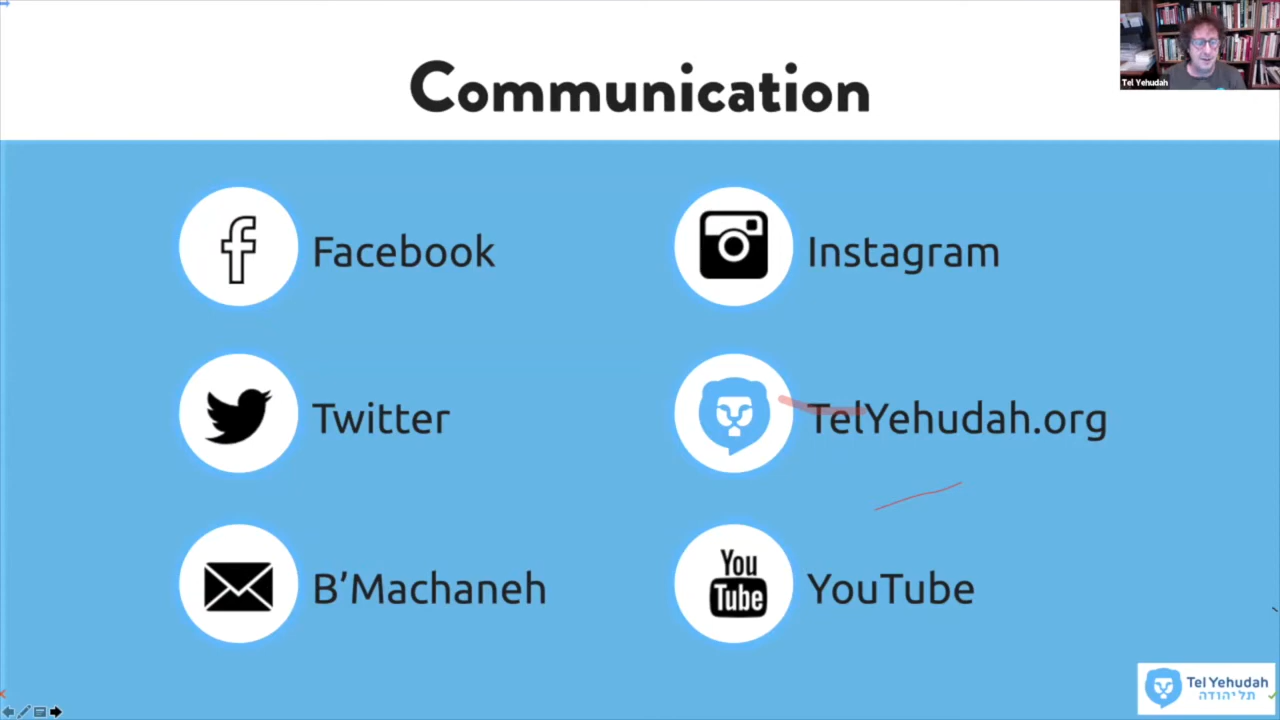 Communication
Tel Yehudah
Facebook
Instagram
Twitter
TelYehudah.org
B’Machaneh
You
Tube
YouTube
Tel Yehudah
תל יהודה